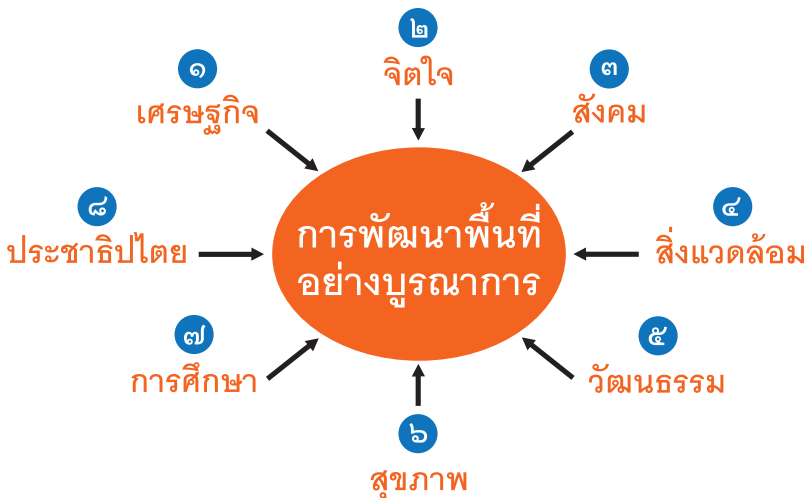 ๑
เศรษฐกิจ
๒
จิตใจ
๓
สังคม
๔
สิ่งแวดล้อม
๕
วัฒนธรรม
๖
สุขภาพ
๗
การศึกษา
๘
ประชาธิปไตย
การพัฒนาพื้นที่
อย่างบูรณาการ